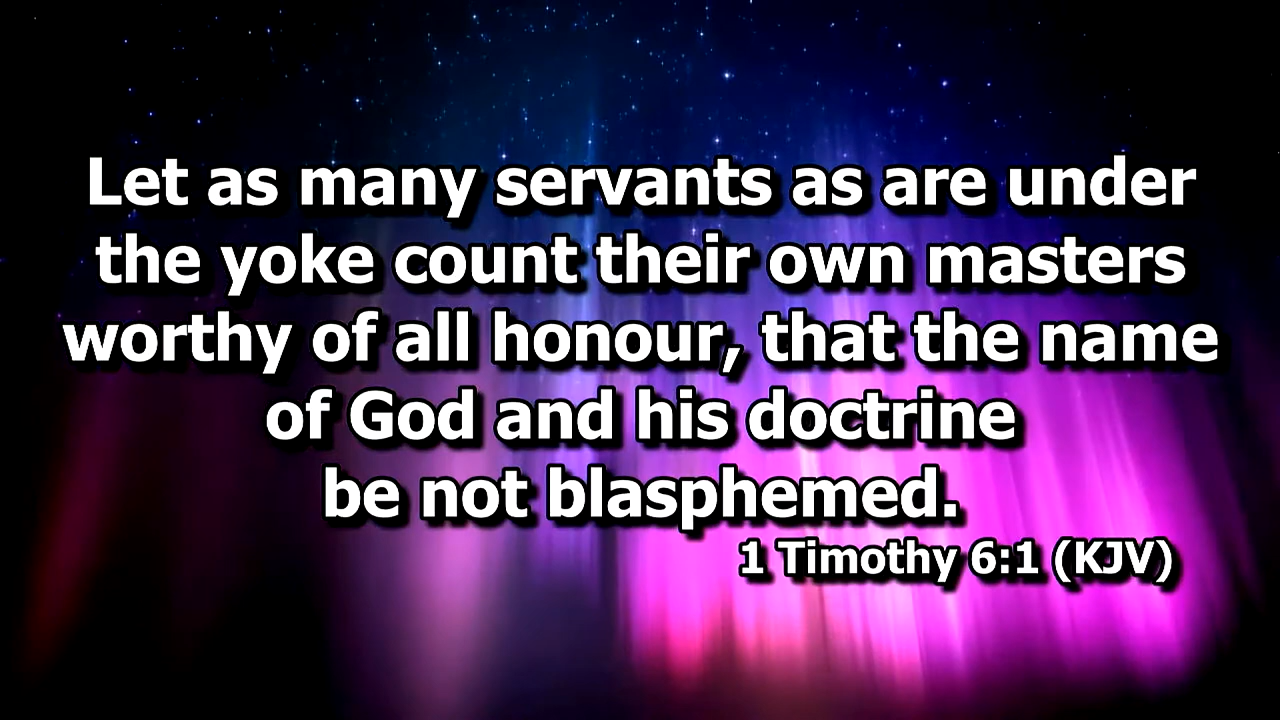 Let as many servants as are under
the yoke count their own masters
worthy of all honour, that the name
of God and his doctrine
be not blasphemed.
1 Timothy 6:1 (KJV)